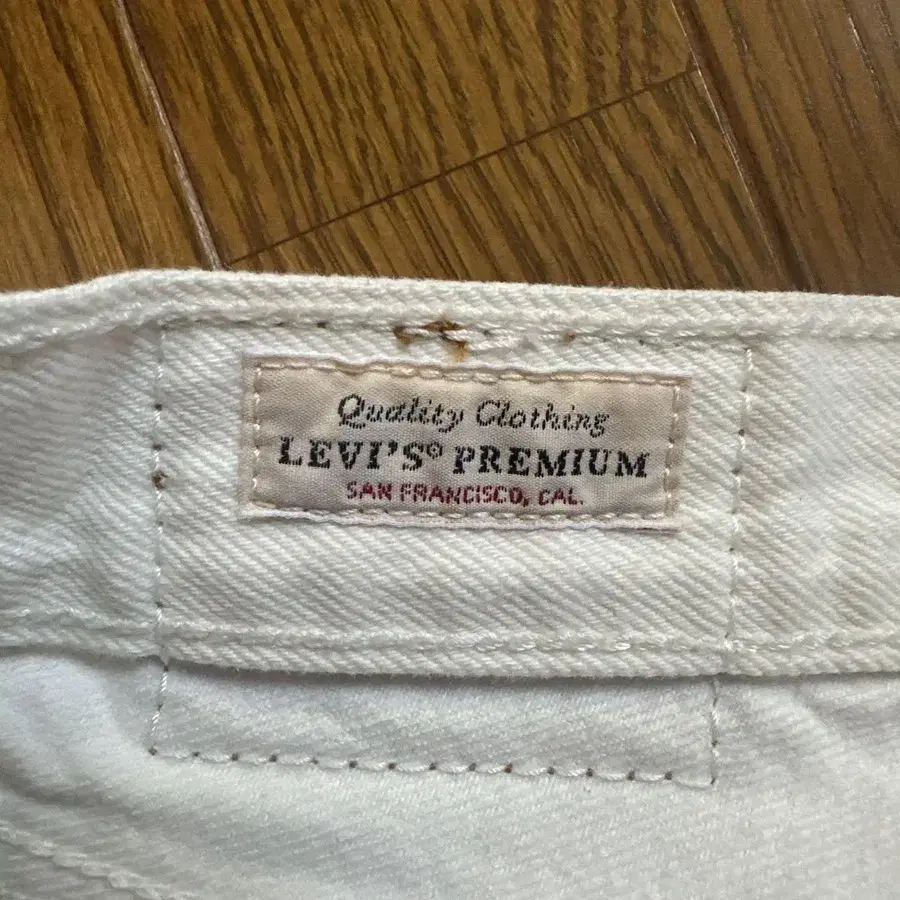 Quality Clothing
LEVI'S® PREMIUM
SAN FRANCISCO, CAL.